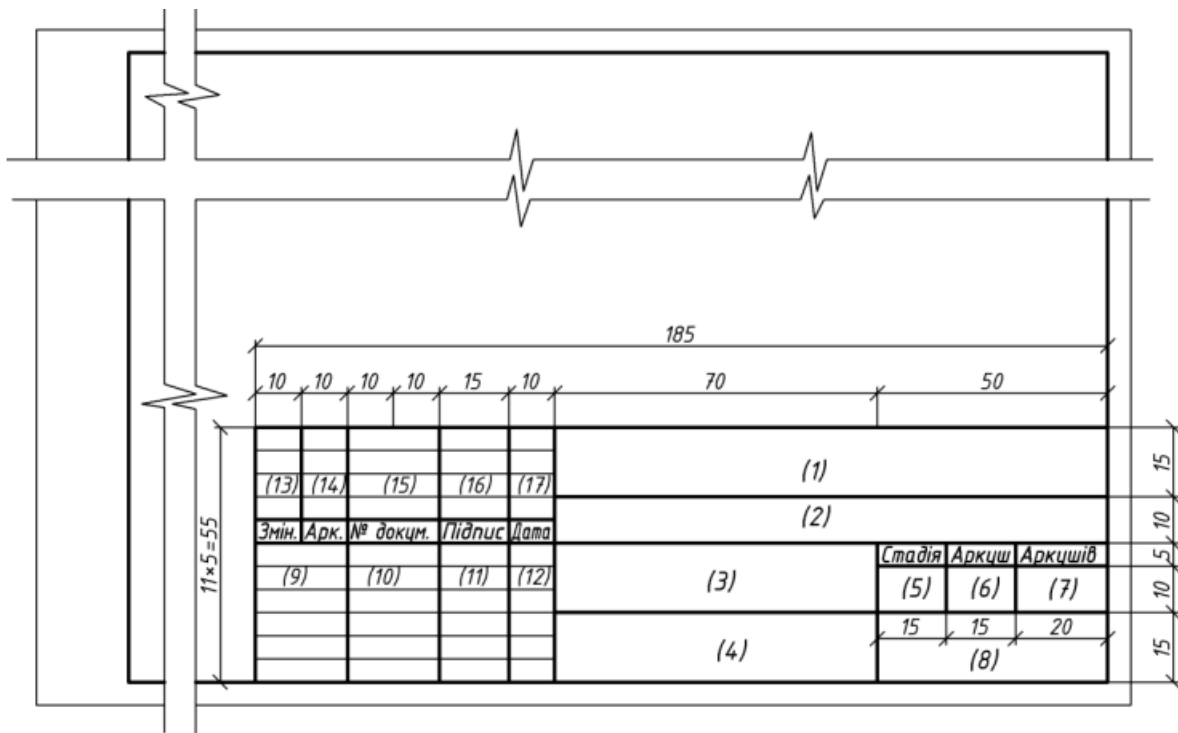 185
10 10 10 10 15 10 70 50
(1) 15
(13) (14) (15) (16) (17)
(2) 10
Змін. Арк. № докум. Підпис Дата
Стадія Аркуш Аркушів 5
11×5=55
(9) (10) (11) (12) (3) (5) (6) (7) 10
15 15 20
(4) (8) 15